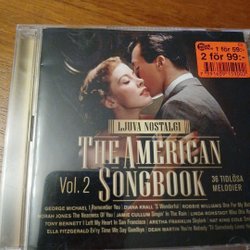 1 för 59:-
2 för 99:-
LJUVA NOSTALGI
THE AMERICAN
Vol. 2
SONGBOOK
36 TIDLÖSA
MELODIER
GEORGE MICHAEL I Remember You | DIANA KRALL 'S Wonderful | ROBBIE WILLIAMS One For My
NORAH JONES The Nearness Of You | JAMIE CULLUM Singin' In The Rain | LINDA RONSTADT
TONY BENNETT I Left My Heart In San Francisco | ARETHA FRANKLIN Skylark | NAT KING COLE
ELLA FITZGERALD Ev'ry Time We Say Goodbye | DEAN MARTIN You're Nobody 'Til Somebody Loves